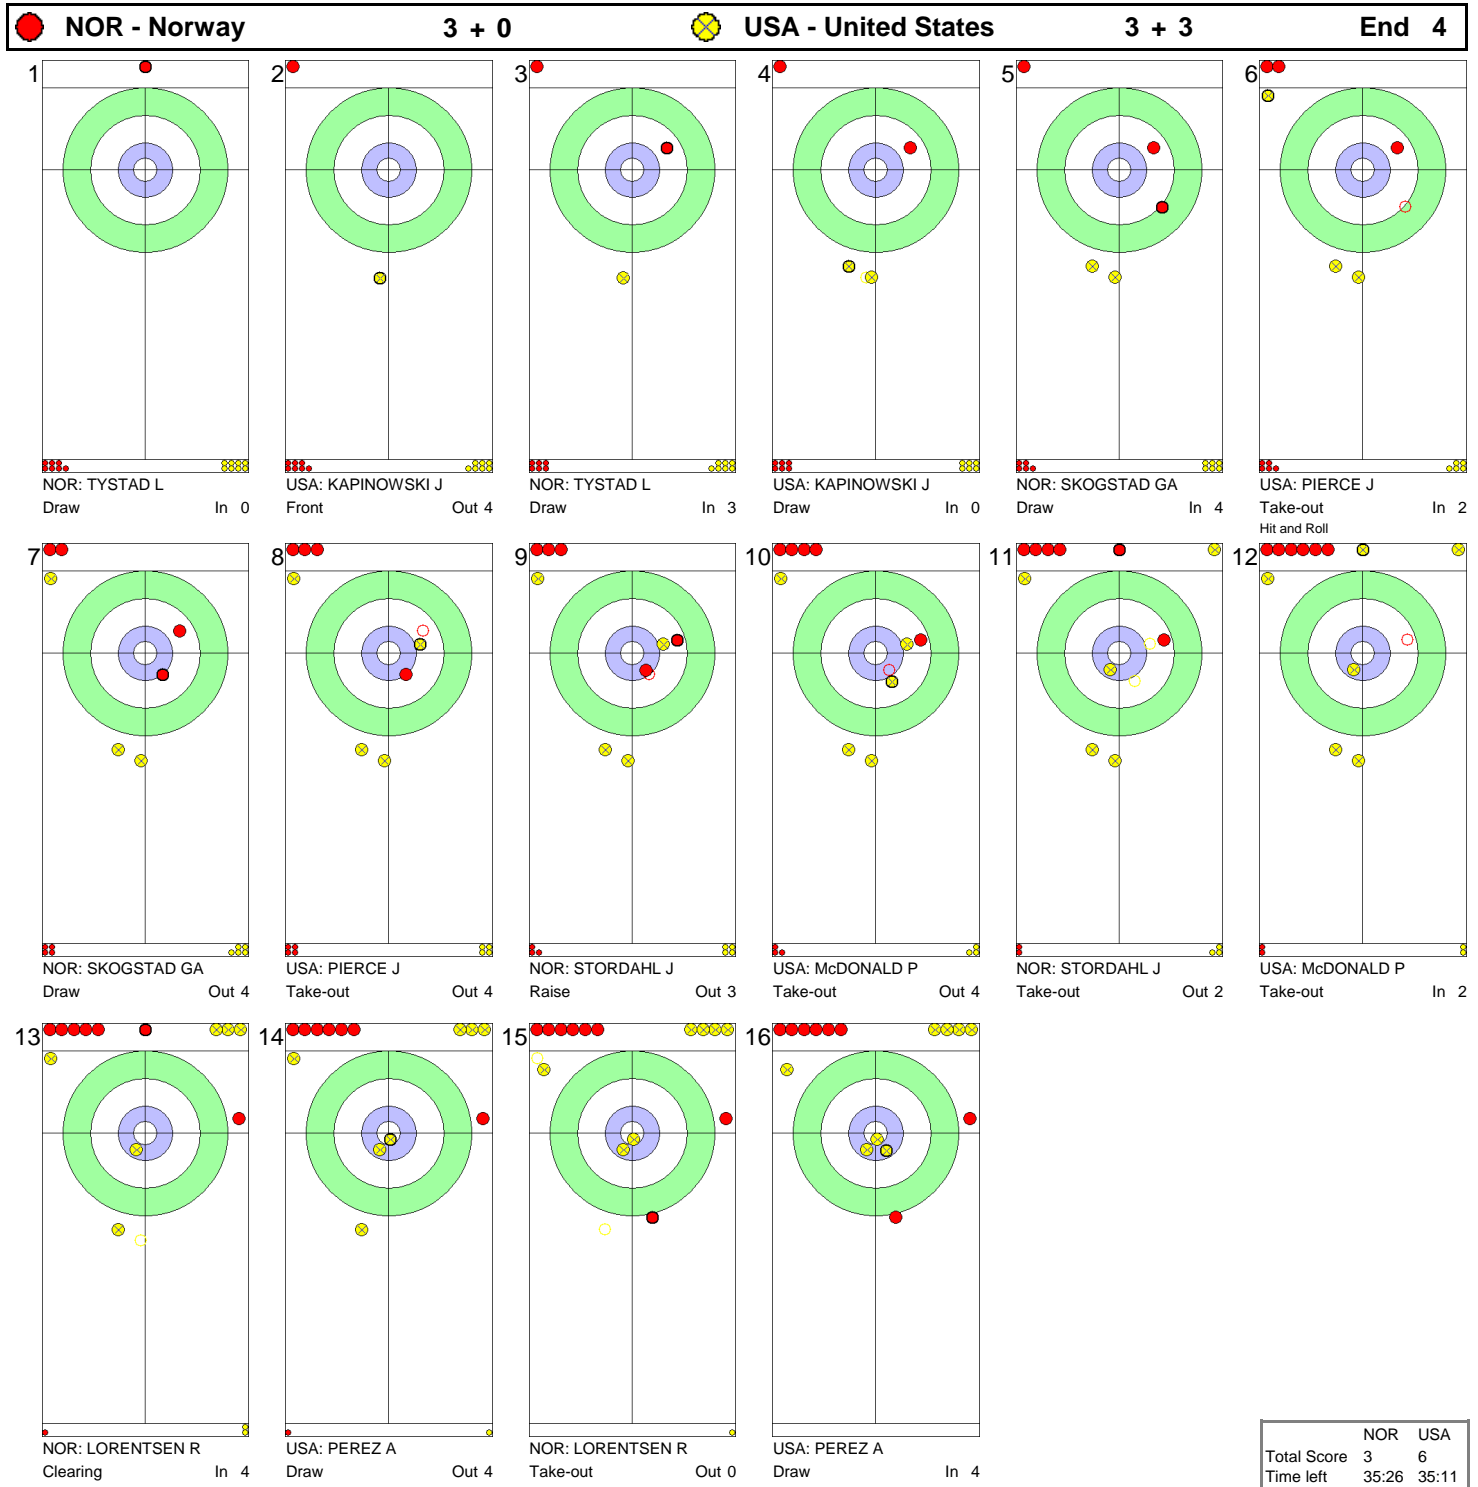 NOR - Norway 3 + 0 USA - United States 3 + 3 End 4
1 2 3 4 5 6
NOR: TYSTAD L USA: KAPINOWSKI J NOR: TYSTAD L USA: KAPINOWSKI J NOR: SKOGSTAD GA USA: PIERCE J
Draw In 0 Front Out 4 Draw In 3 Draw In 0 Draw In 4 Take-out In 2
Hit and Roll
7 8 9 10 11 12
NOR: SKOGSTAD GA USA: PIERCE J NOR: STORDAHL J USA: McDONALD P NOR: STORDAHL J USA: McDONALD P
Draw Out 4 Take-out Out 4 Raise Out 3 Take-out Out 4 Take-out Out 2 Take-out In 2
13 14 15 16
NOR: LORENTSEN R USA: PEREZ A NOR: LORENTSEN R USA: PEREZ A
Clearing In 4 Draw Out 4 Take-out Out 0 Draw In 4
NOR USA
Total Score 3 6
Time left 35:26 35:11